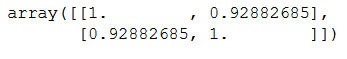 array([[1.        , 0.92882685],
       [0.92882685, 1.        ]])